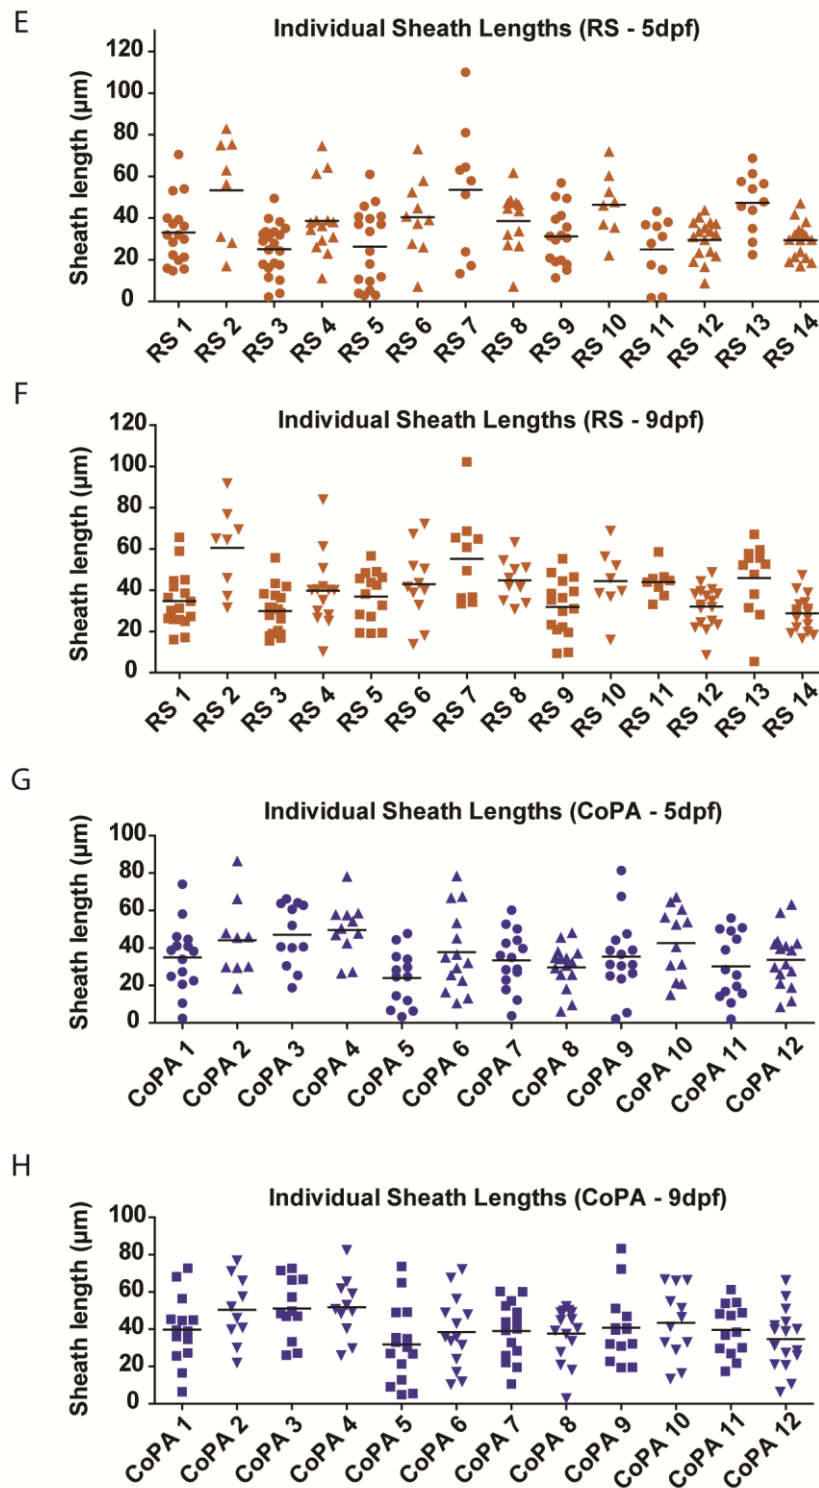 E
Individual Sheath Lengths (RS - 5dpf)
Sheath length (µm)
120
100
80
60
40
20
0
RS 1 RS 2 RS 3 RS 4 RS 5 RS 6 RS 7 RS 8 RS 9 RS 10 RS 11 RS 12 RS 13 RS 14
F
Individual Sheath Lengths (RS - 9dpf)
Sheath length (µm)
120
100
80
60
40
20
0
RS 1 RS 2 RS 3 RS 4 RS 5 RS 6 RS 7 RS 8 RS 9 RS 10 RS 11 RS 12 RS 13 RS 14
G
Individual Sheath Lengths (CoPA - 5dpf)
Sheath length (µm)
100
80
60
40
20
0
CoPA 1 CoPA 2 CoPA 3 CoPA 4 CoPA 5 CoPA 6 CoPA 7 CoPA 8 CoPA 9 CoPA 10 CoPA 11 CoPA 12
H
Individual Sheath Lengths (CoPA - 9dpf)
Sheath length (µm)
100
80
60
40
20
0
CoPA 1 CoPA 2 CoPA 3 CoPA 4 CoPA 5 CoPA 6 CoPA 7 CoPA 8 CoPA 9 CoPA 10 CoPA 11 CoPA 12